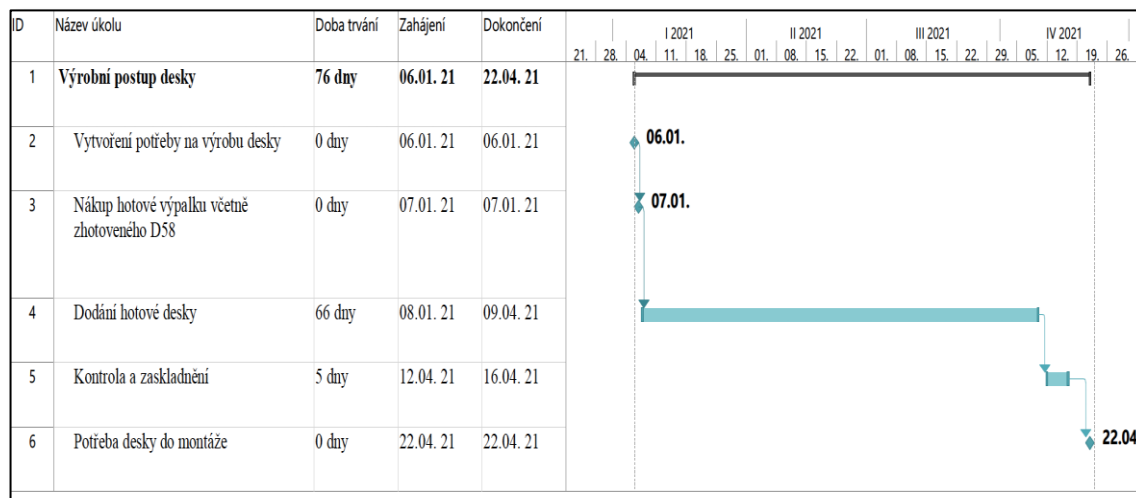 ID Název úkolu Doba trvání Zahájení Dokončení
I 2021 II 2021 III 2021 IV 2021
21. 28. 04. 11. 18. 25. 01. 08. 15. 22. 01. 08. 15. 22. 29. 05. 12. 19. 26.
1 Výrobní postup desky 76 dny 06.01. 21 22.04. 21
2 Vytvoření potřeby na výrobu desky 0 dny 06.01. 21 06.01. 21 06.01.
3 Nákup hotové výpalku včetně 0 dny 07.01. 21 07.01. 21 07.01.
zhotoveného D58
4 Dodání hotové desky 66 dny 08.01. 21 09.04. 21
5 Kontrola a zaskladnění 5 dny 12.04. 21 16.04. 21
6 Potřeba desky do montáže 0 dny 22.04. 21 22.04. 21 22.04